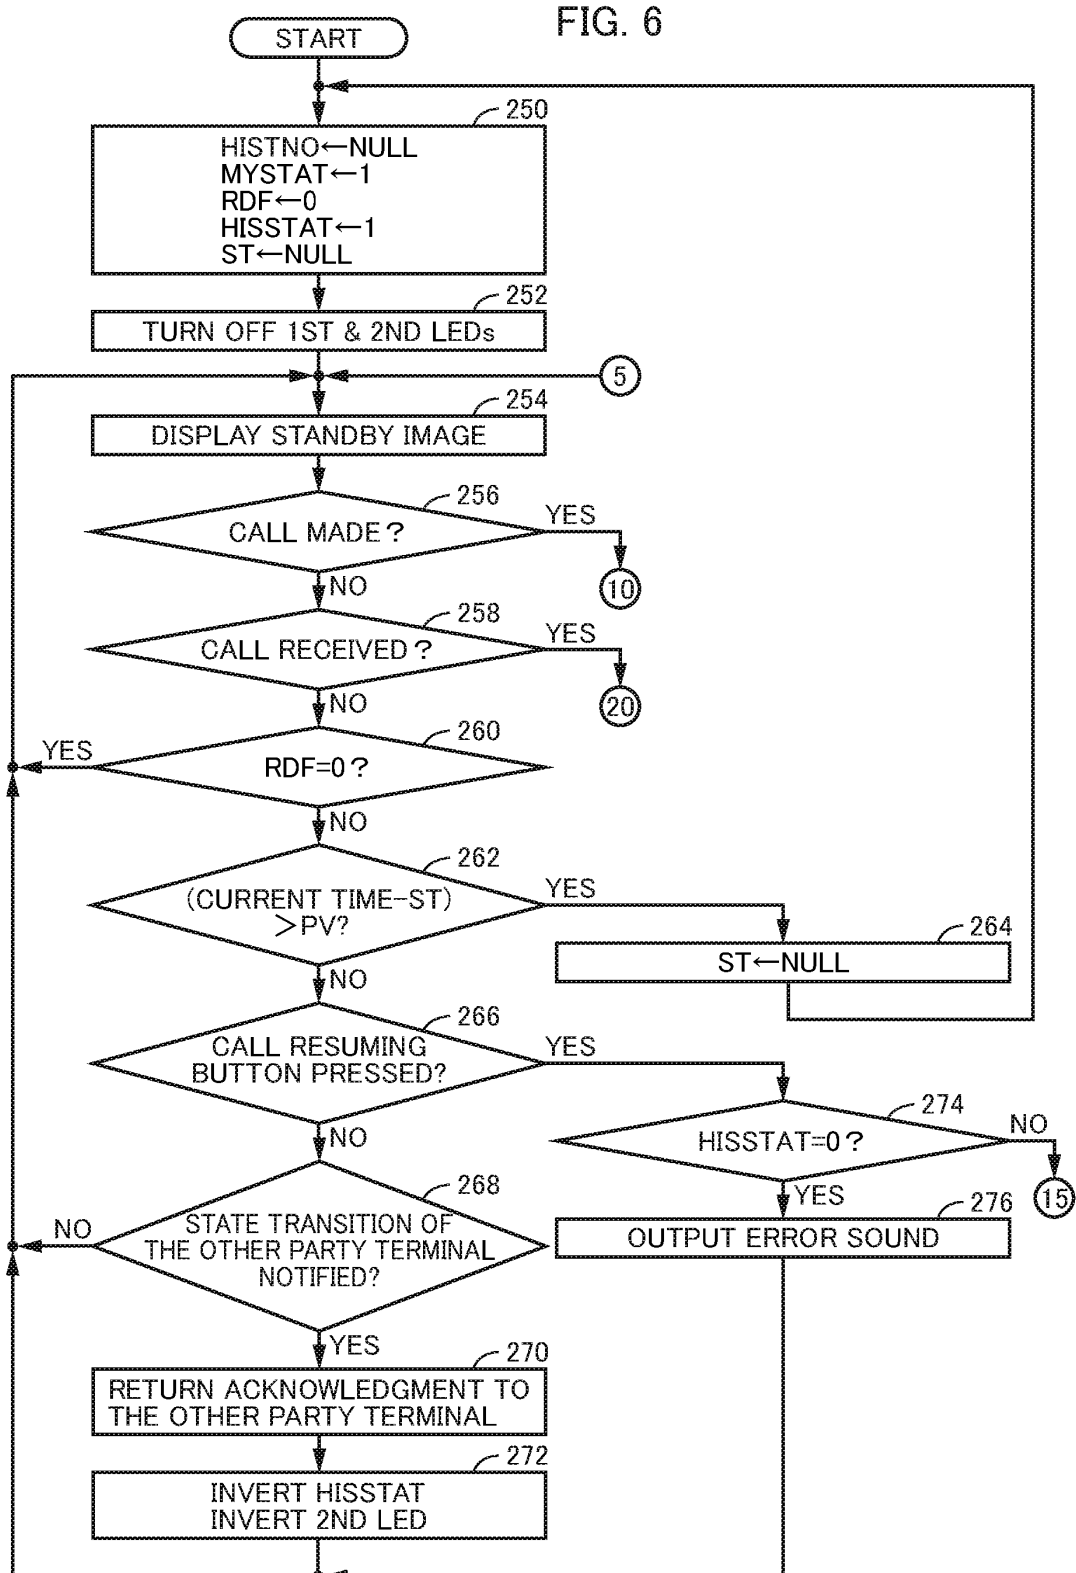 FIG. 6
START
250
HISTNO←NULL
MYSTAT←1
RDF←0
HISSTAT←1
ST←NULL
252
TURN OFF 1ST & 2ND LEDs
5
254
DISPLAY STANDBY IMAGE
256
CALL MADE?
YES
10
NO
258
CALL RECEIVED?
YES
20
NO
260
RDF=0?
YES
NO
262
(CURRENT TIME-ST)
>PV?
YES
264
ST←NULL
NO
266
CALL RESUMING
BUTTON PRESSED?
YES
274
HISSTAT=0?
NO
15
YES
276
OUTPUT ERROR SOUND
NO
268
STATE TRANSITION OF
THE OTHER PARTY TERMINAL
NOTIFIED?
NO
YES
270
RETURN ACKNOWLEDGMENT TO
THE OTHER PARTY TERMINAL
272
INVERT HISSTAT
INVERT 2ND LED